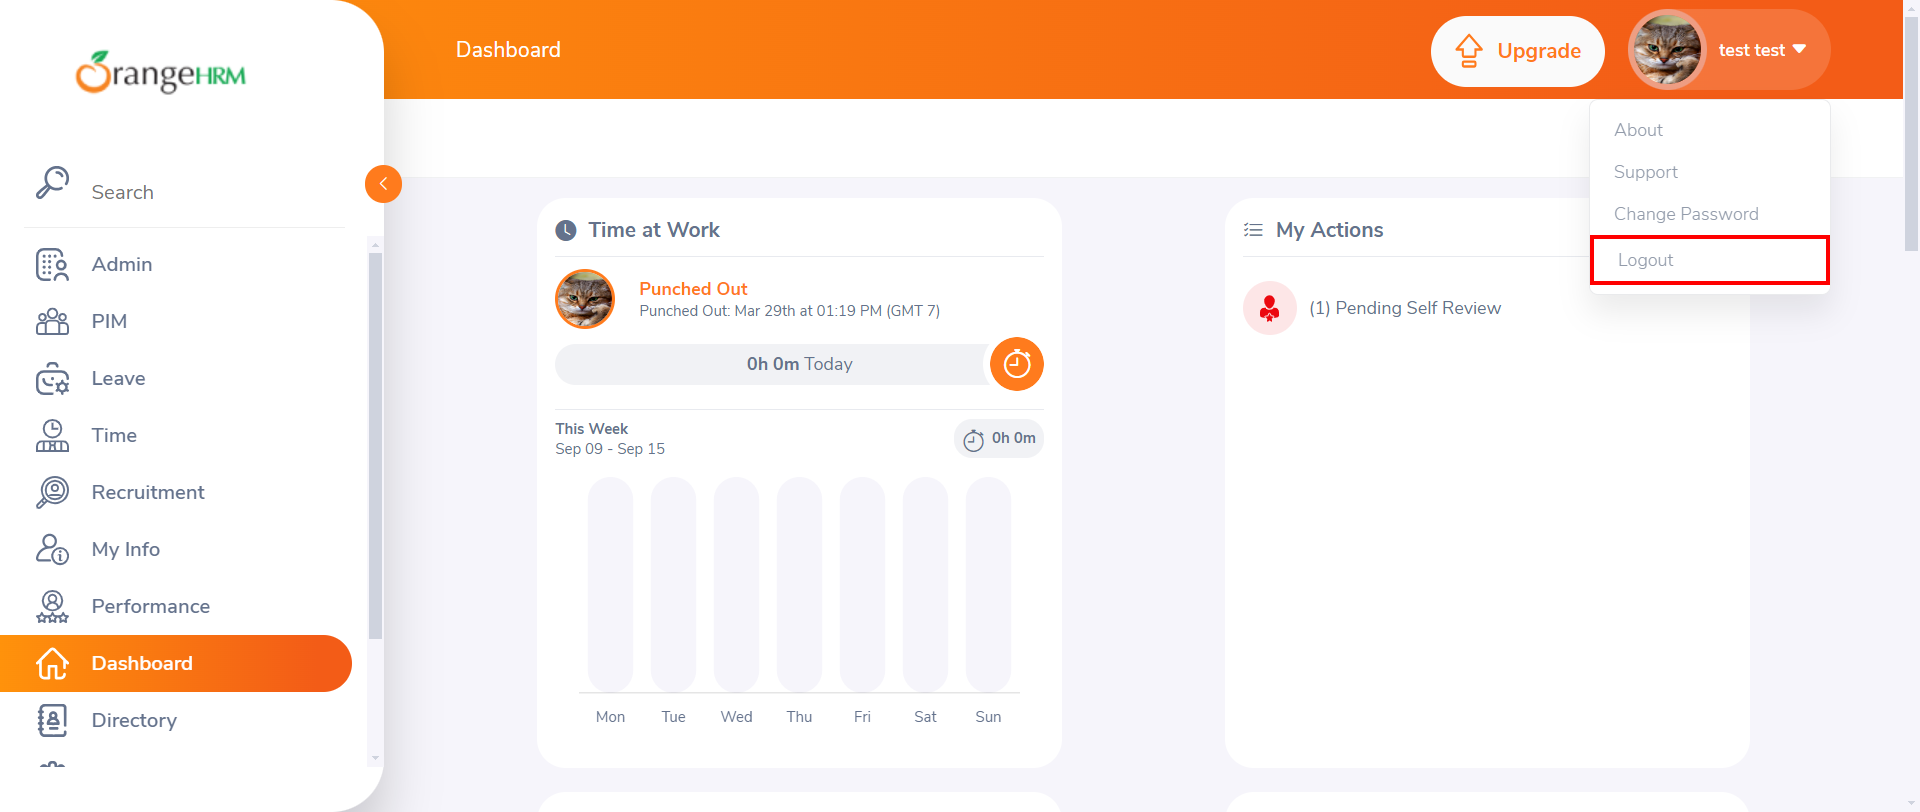 OrangeHRM
Search
Admin
PIM
Leave
Time
Recruitment
My Info
Performance
Dashboard
Directory
Dashboard
Upgrade
test test
About
Support
Change Password
Logout
Time at Work
Punched Out
Punched Out: Mar 29th at 01:19 PM (GMT 7)
0h 0m Today
This Week
Sep 09 - Sep 15
0h 0m
Mon Tue Wed Thu Fri Sat Sun
My Actions
(1) Pending Self Review